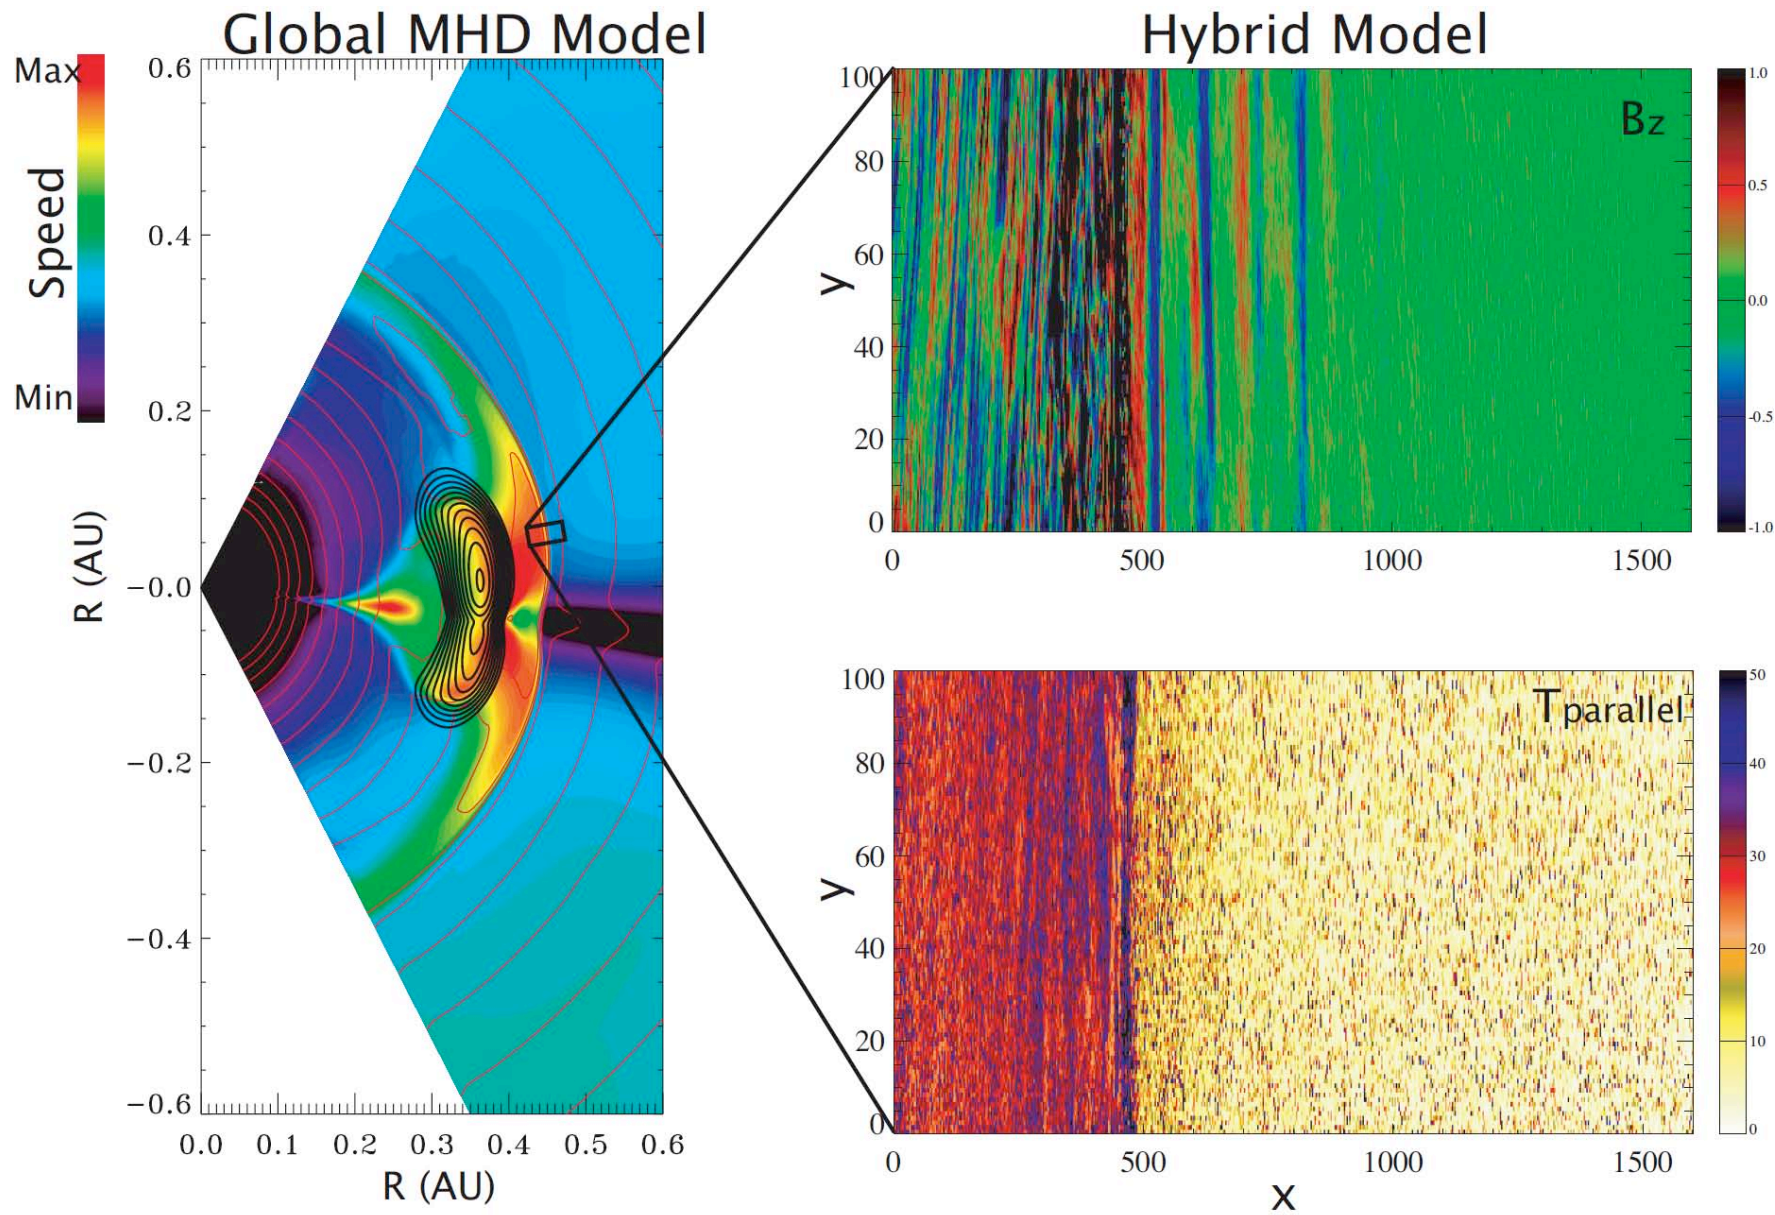 Global MHD Model
Hybrid Model
Max
Speed
Min
0.6
0.4
0.2
−0.0
−0.2
−0.4
−0.6
R (AU)
0.0 0.1 0.2 0.3 0.4 0.5 0.6
R (AU)
Bz
100
80
60
40
20
0
y
0 500 1000 1500
1.0
0.5
0.0
-0.5
-1.0
Tparallel
100
80
60
40
20
0
y
0 500 1000 1500
x
50
40
30
20
10
0